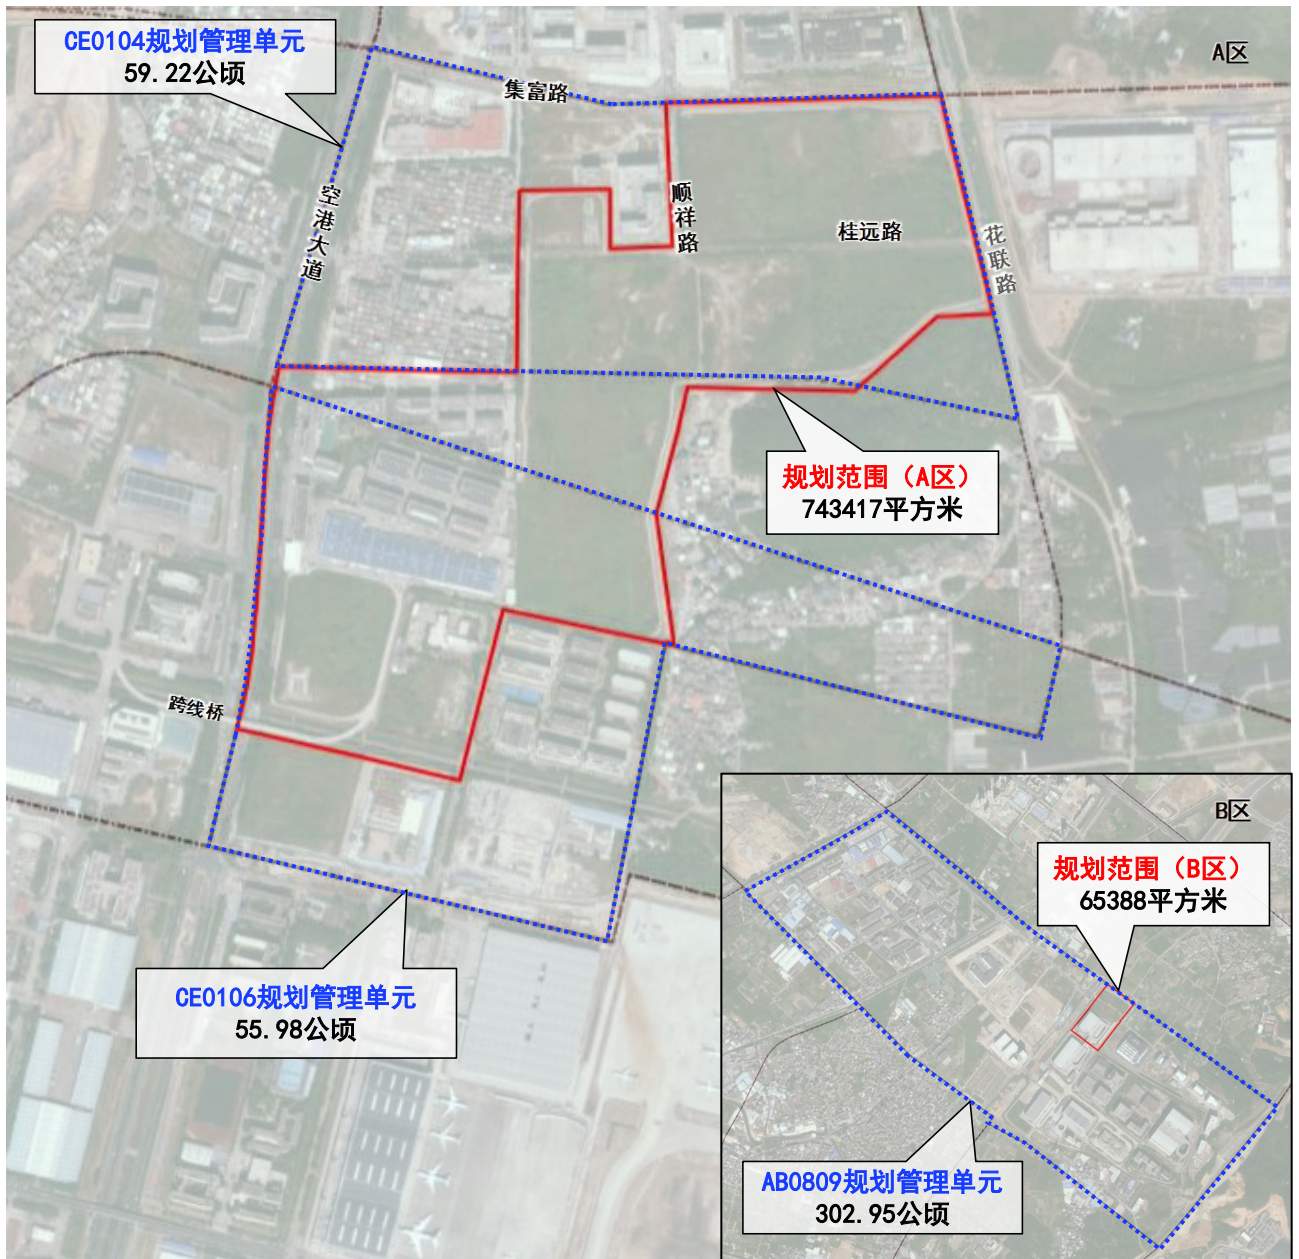 CE0104规划管理单元
59.22公顷
A区
集富路
空港大道
顺祥路
桂远路
花联路
规划范围（A区）
743417平方米
跨线桥
B区
规划范围（B区）
65388平方米
CE0106规划管理单元
55.98公顷
AB0809规划管理单元
302.95公顷